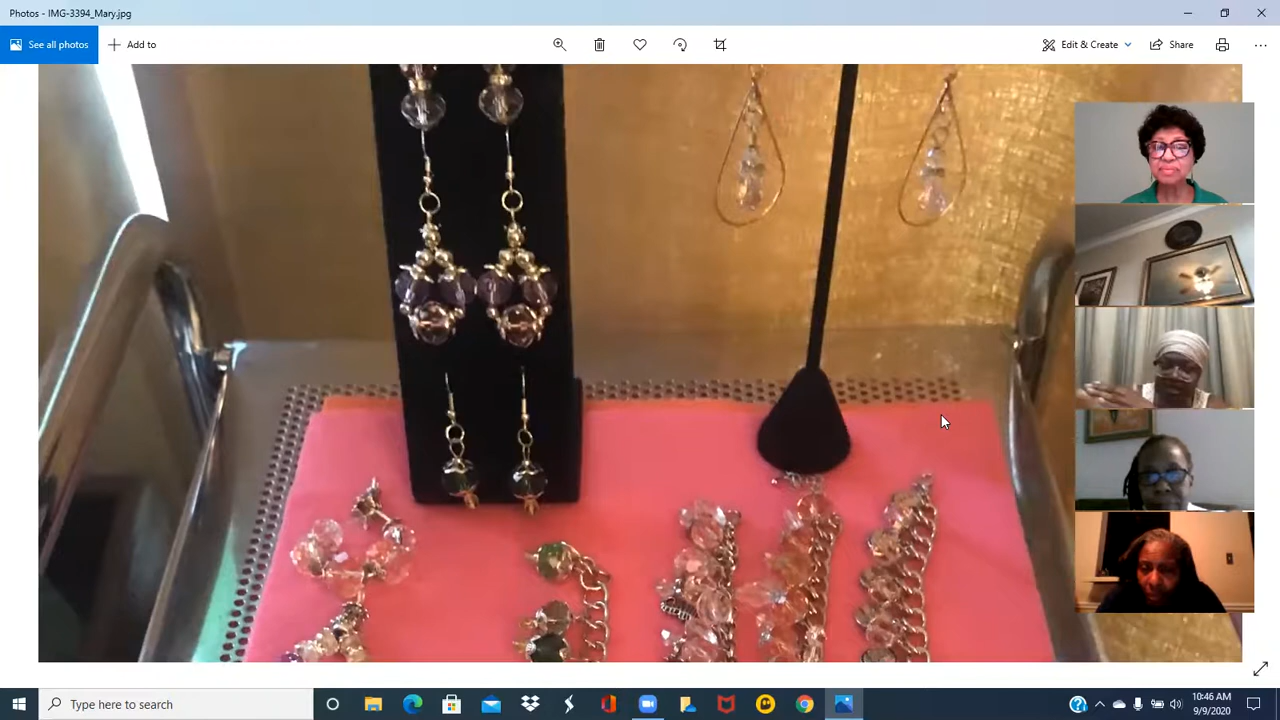 Photos - IMG-3394_Mary.jpg
See all photos
Add to
Edit & Create
Share
Type here to search
10:46 AM
9/9/2020